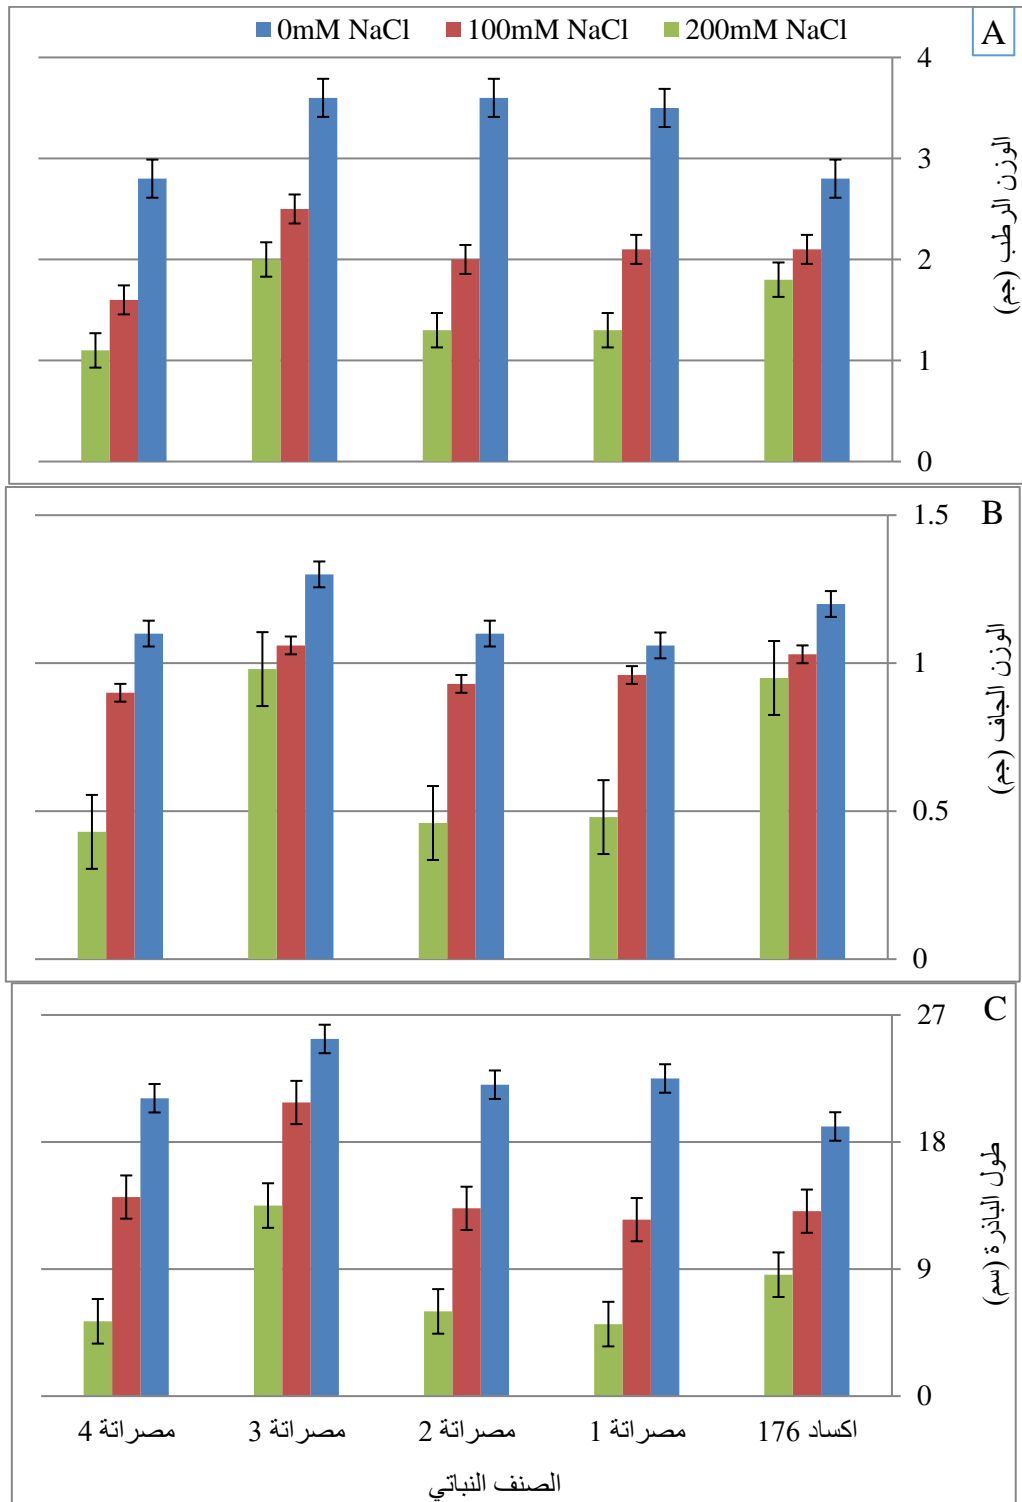 0mM NaCl 100mM NaCl 200mM NaCl
A
4
3
2
1
0
الوزن الرطب (جم)
B
1.5
1
0.5
0
الوزن الجاف (جم)
C
27
18
9
0
طول الباذرة (سم)
اكساد 176 مصراتة 1 مصراتة 2 مصراتة 3 مصراتة 4
الصنف النباتي